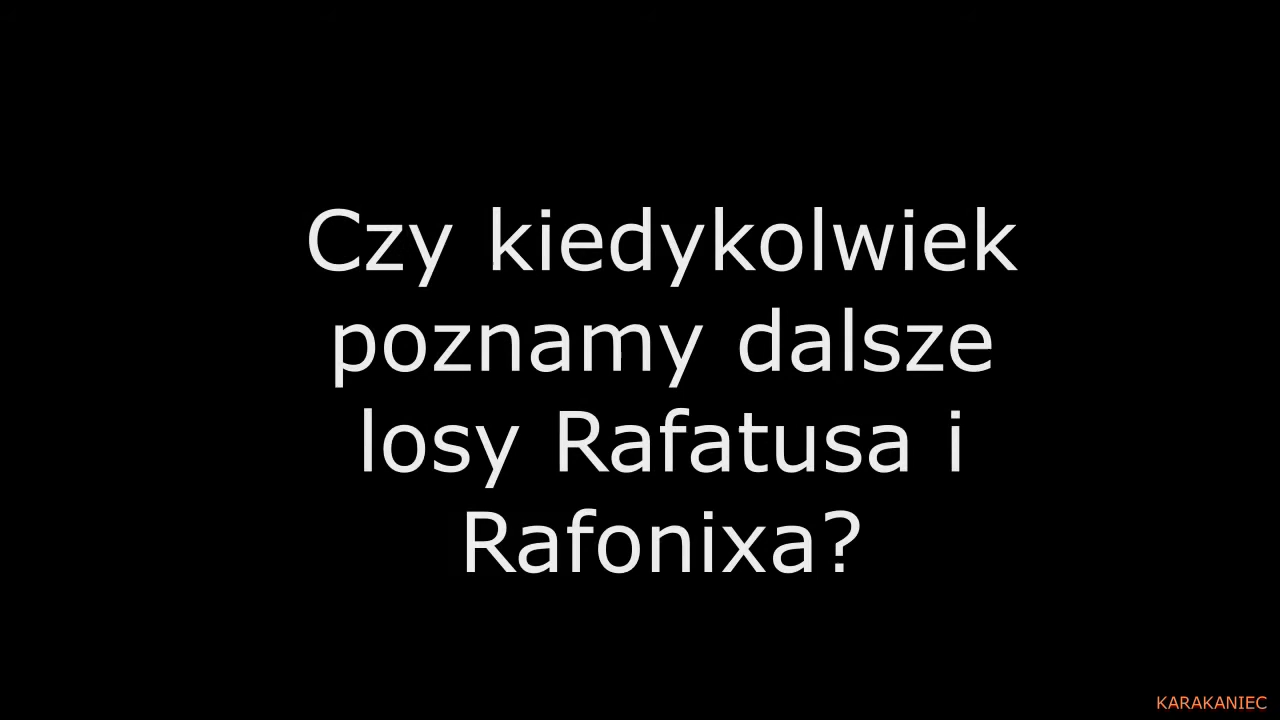 Czy kiedykolwiek
poznamy dalsze
losy Rafatusa i
Rafonixa?
KARAKANIEC